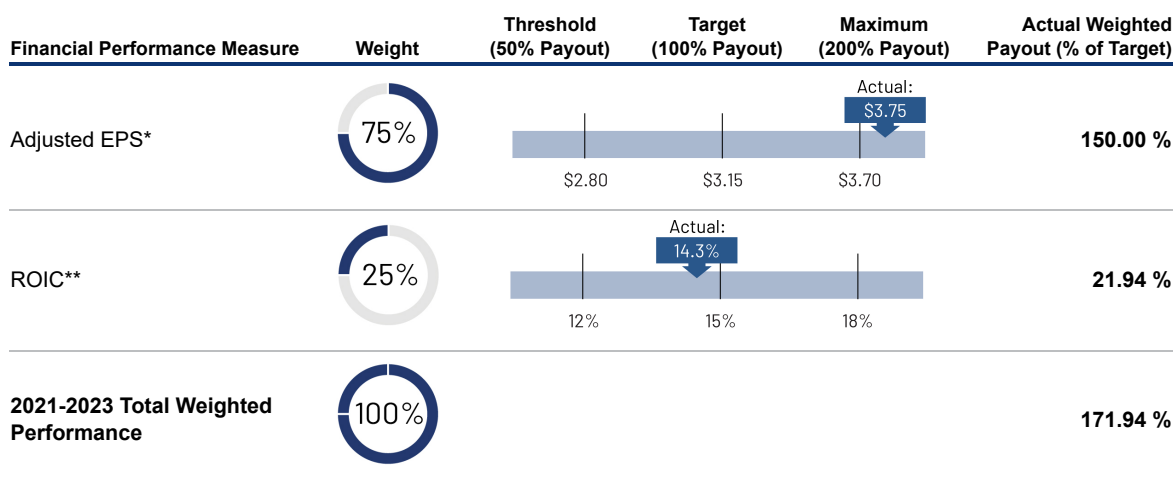 Financial Performance Measure
Weight
Threshold
(50% Payout)
Target
(100% Payout)
Maximum
(200% Payout)
Actual Weighted
Payout (% of Target)
Adjusted EPS*
75%
Actual:
$3.75
$2.80
$3.15
$3.70
150.00 %
ROIC**
25%
Actual:
14.3%
12%
15%
18%
21.94 %
2021-2023 Total Weighted
Performance
100%
171.94 %